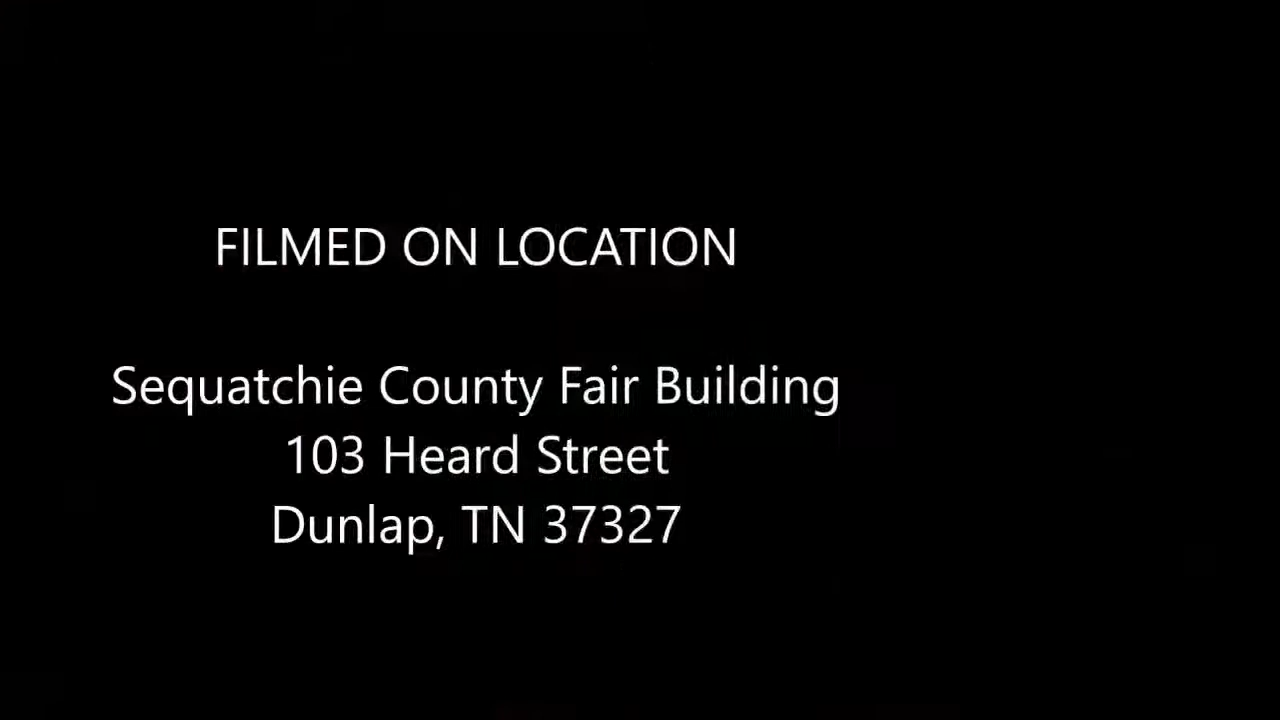 FILMED ON LOCATION
Sequatchie County Fair Building
103 Heard Street
Dunlap, TN 37327